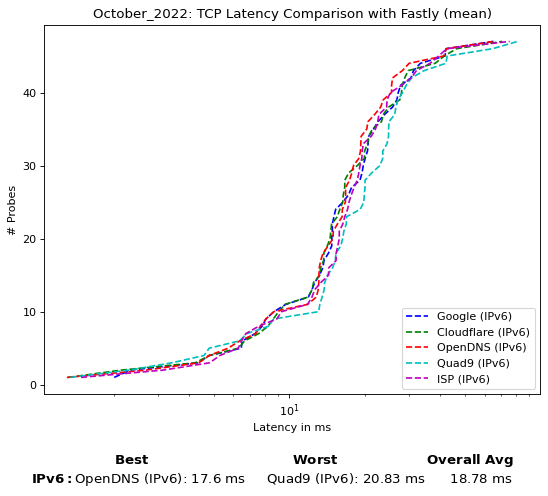 October_2022: TCP Latency Comparison with Fastly (mean)
# Probes
40
30
20
10
0
10^1
Latency in ms
Google (IPv6)
Cloudflare (IPv6)
OpenDNS (IPv6)
Quad9 (IPv6)
ISP (IPv6)
Best Worst Overall Avg
IPv6: OpenDNS (IPv6): 17.6 ms Quad9 (IPv6): 20.83 ms 18.78 ms